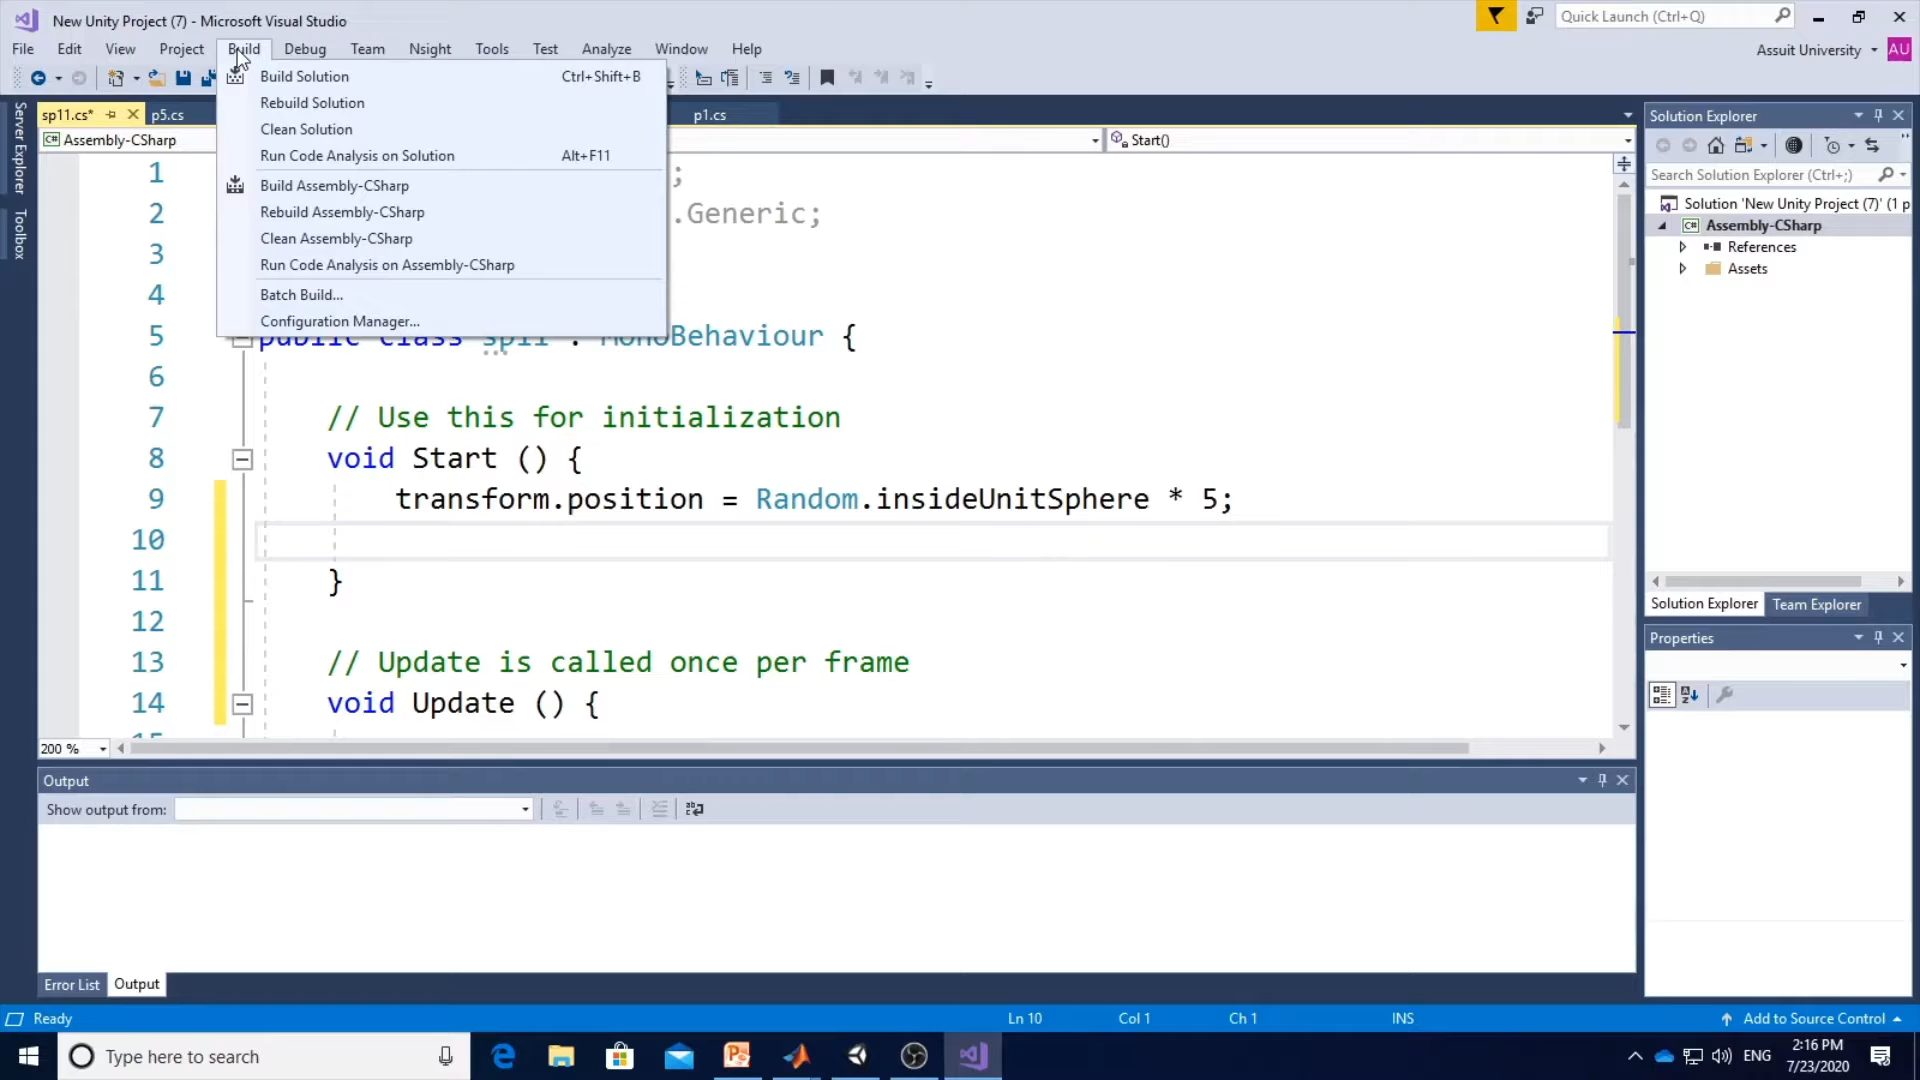 New Unity Project (7) - Microsoft Visual Studio
Quick Launch (Ctrl+Q)
File Edit View Project Build Debug Team Nsight Tools Test Analyze Window Help
Assuit University
AU
Build Solution Ctrl+Shift+B
Rebuild Solution
Clean Solution
Run Code Analysis on Solution Alt+F11
Build Assembly-CSharp
Rebuild Assembly-CSharp
Clean Assembly-CSharp
Run Code Analysis on Assembly-CSharp
Batch Build...
Configuration Manager...
Server Explorer
Toolbox
sp11.cs* p5.cs p1.cs
Assembly-CSharp
Start()
1 ;
2 .Generic;
3
4
5 public class sp11 : MonoBehaviour {
6
7 // Use this for initialization
8 void Start () {
9 transform.position = Random.insideUnitSphere * 5;
10
11 }
12
13 // Update is called once per frame
14 void Update () {
15
200 %
Solution Explorer
Search Solution Explorer (Ctrl+;)
Solution 'New Unity Project (7)' (1 p
Assembly-CSharp
References
Assets
Solution Explorer Team Explorer
Properties
Output
Show output from:
Error List Output
Ready Ln 10 Col 1 Ch 1 INS Add to Source Control
Type here to search
ENG
2:16 PM
7/23/2020